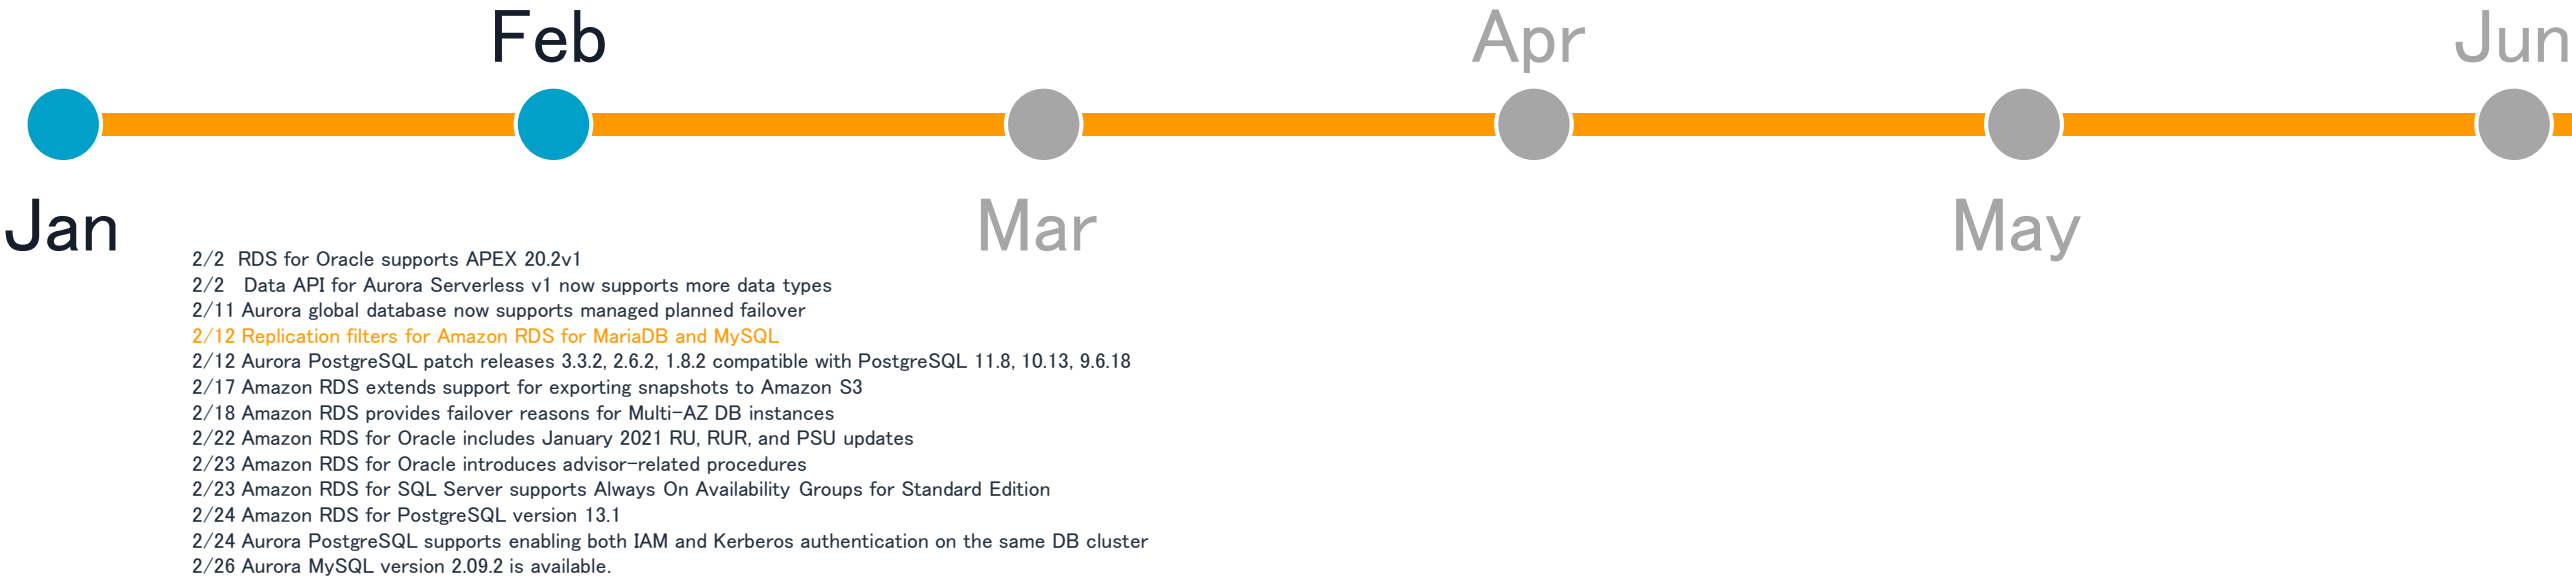 Feb
Apr
Jun
Jan
Mar
May
2/2 RDS for Oracle supports APEX 20.2v1
2/2 Data API for Aurora Serverless v1 now supports more data types
2/11 Aurora global database now supports managed planned failover
2/12 Replication filters for Amazon RDS for MariaDB and MySQL
2/12 Aurora PostgreSQL patch releases 3.3.2, 2.6.2, 1.8.2 compatible with PostgreSQL 11.8, 10.13, 9.6.18
2/17 Amazon RDS extends support for exporting snapshots to Amazon S3
2/18 Amazon RDS provides failover reasons for Multi-AZ DB instances
2/22 Amazon RDS for Oracle includes January 2021 RU, RUR, and PSU updates
2/23 Amazon RDS for Oracle introduces advisor-related procedures
2/23 Amazon RDS for SQL Server supports Always On Availability Groups for Standard Edition
2/24 Amazon RDS for PostgreSQL version 13.1
2/24 Aurora PostgreSQL supports enabling both IAM and Kerberos authentication on the same DB cluster
2/26 Aurora MySQL version 2.09.2 is available.